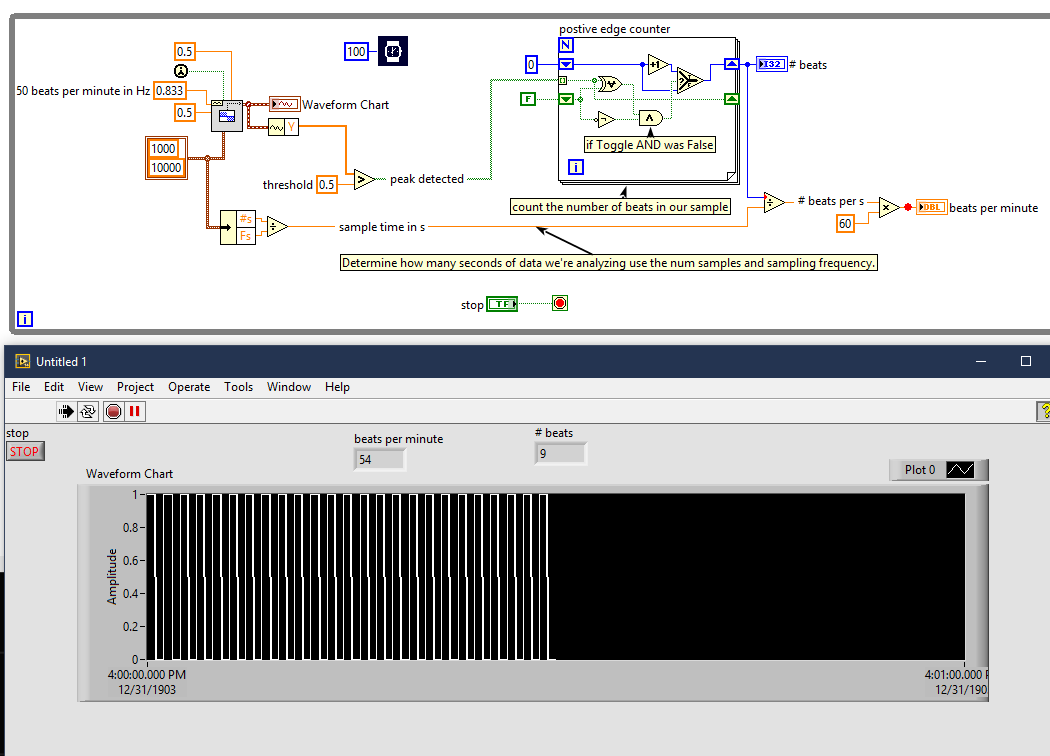 postive edge counter
N
0.5
100
0
+1
I32
# beats
50 beats per minute in Hz
0.833
Waveform Chart
F
0.5
Y
if Toggle AND was False
1000
10000
i
threshold
0.5
>
peak detected
count the number of beats in our sample
# beats per s
DBL
beats per minute
#s
Fs
÷
sample time in s
60
Determine how many seconds of data we're analyzing use the num samples and sampling frequency.
stop
TF
i
Untitled 1
File Edit View Project Operate Tools Window Help
stop
STOP
beats per minute
54
# beats
9
Waveform Chart
Plot 0
Amplitude
1
0.8
0.6
0.4
0.2
0
4:00:00.000 PM
12/31/1903
4:01:00.000
12/31/190